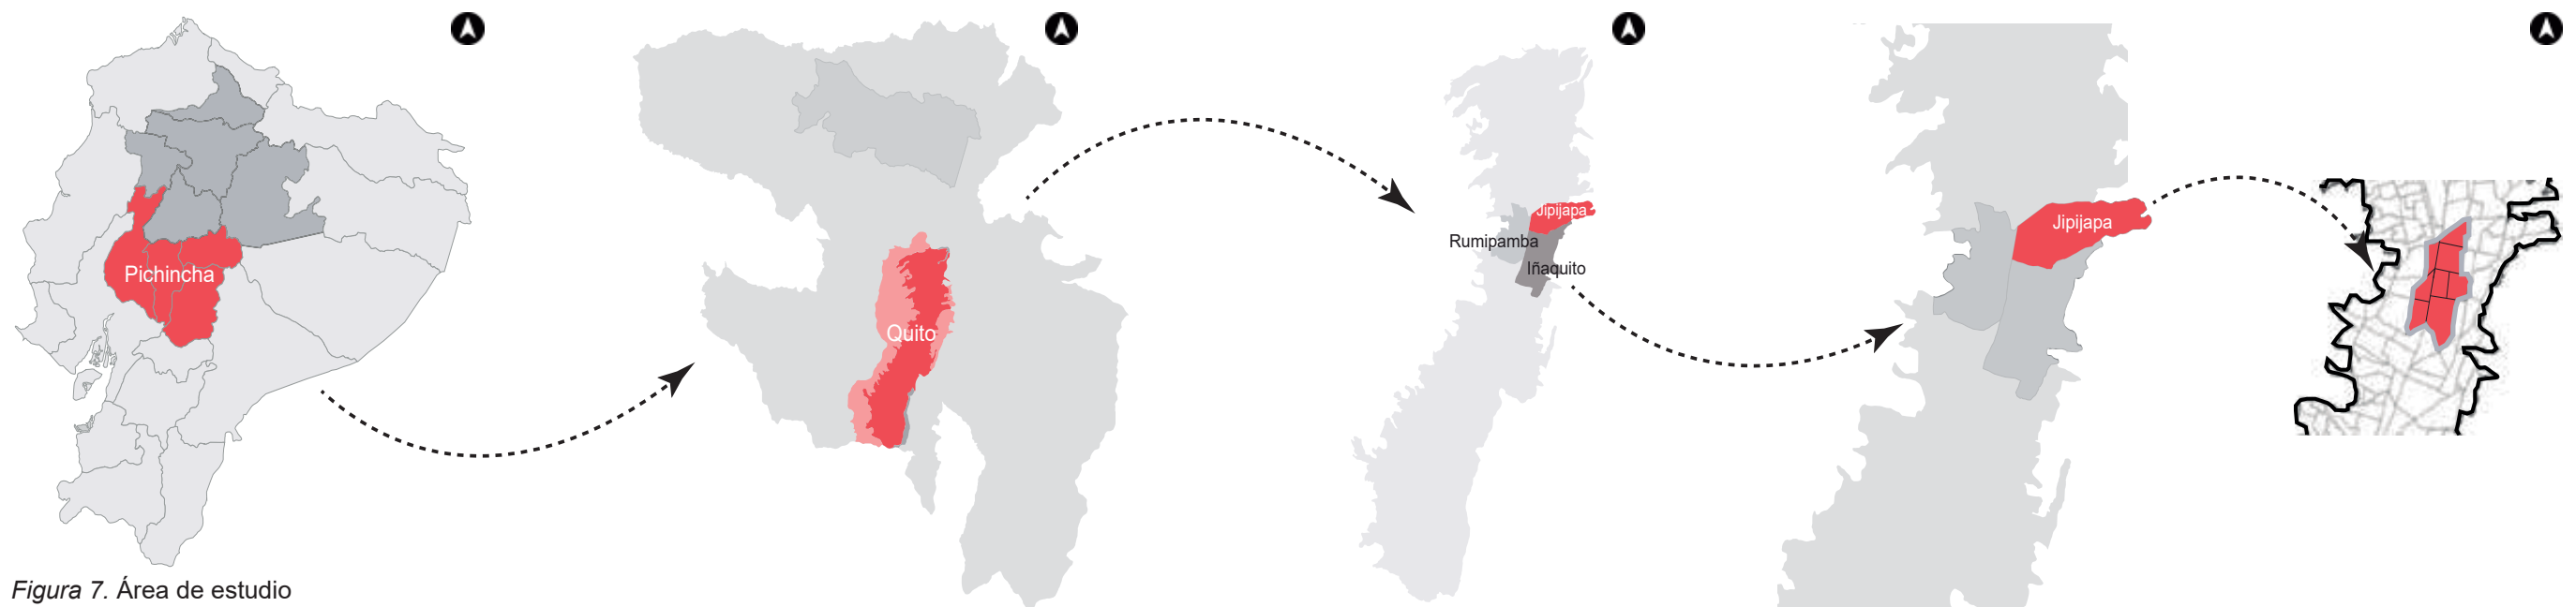 Pichincha
Quito
Jipijapa
Rumipamba
Iñaquito
Jipijapa
Figura 7. Área de estudio